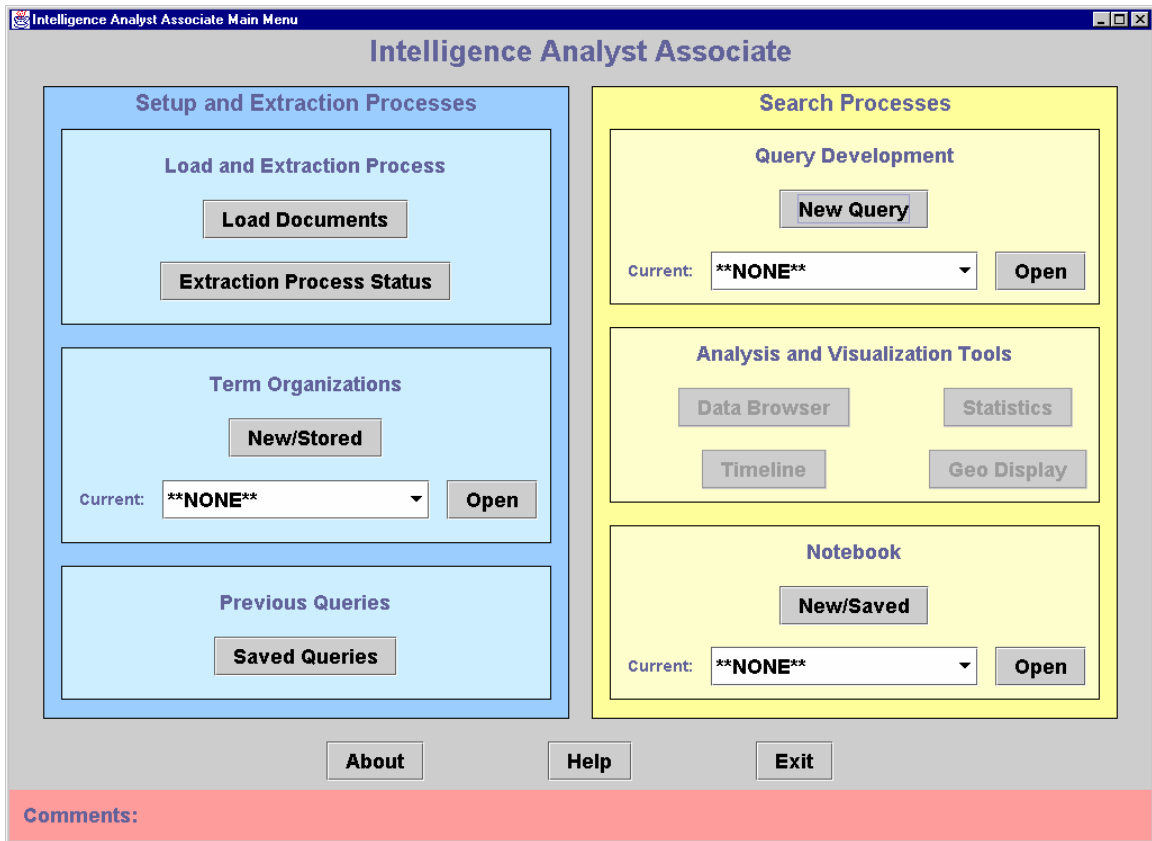 Intelligence Analyst Associate Main Menu
Intelligence Analyst Associate
Setup and Extraction Processes
Load and Extraction Process
Load Documents
Extraction Process Status
Term Organizations
New/Stored
Current: **NONE** Open
Previous Queries
Saved Queries
Search Processes
Query Development
New Query
Current: **NONE** Open
Analysis and Visualization Tools
Data Browser Statistics
Timeline Geo Display
Notebook
New/Saved
Current: **NONE** Open
About Help Exit
Comments: